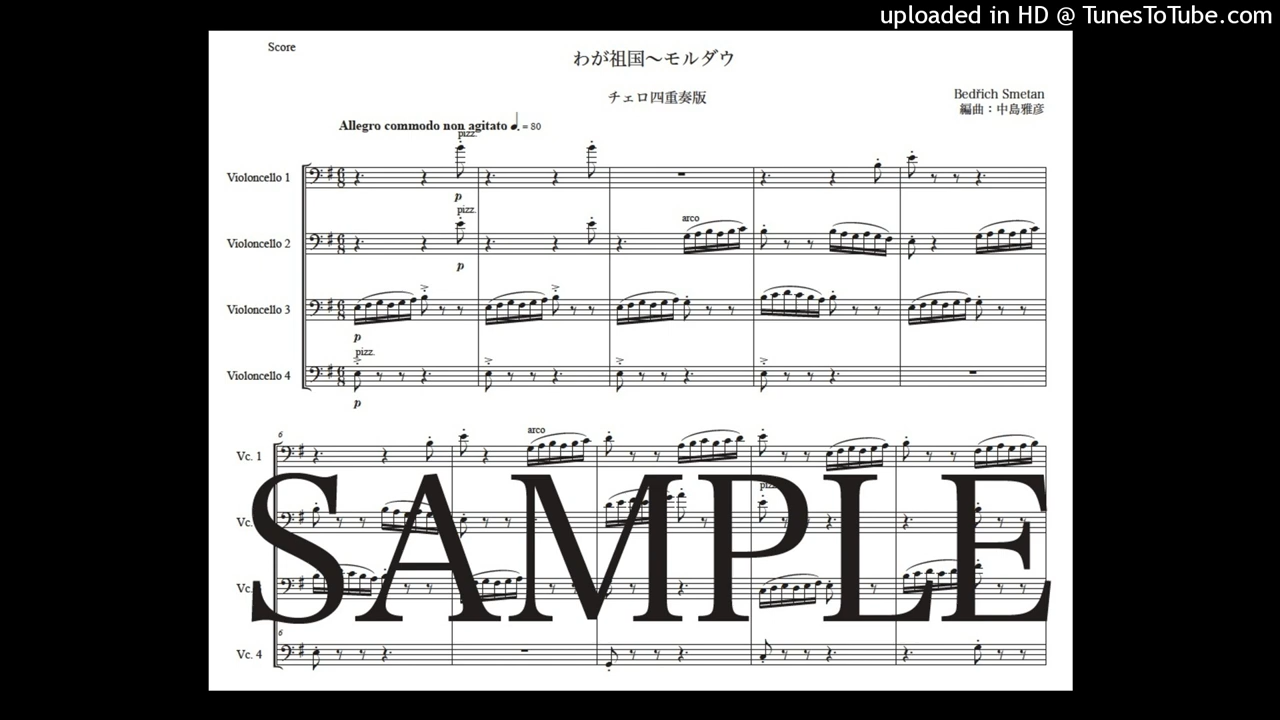 uploaded in HD @ TunesToTube.com
Score
わが祖国〜モルダウ
チェロ四重奏版
Bedřich Smetan
編曲：中島雅彦
Allegro commodo non agitato ♩. = 80
pizz.
Violoncello 1
p
pizz.
arco
Violoncello 2
p
Violoncello 3
p
pizz.
Violoncello 4
p
6
arco
Vc. 1
SAMPLE
Vc.
Vc.
6
Vc. 4